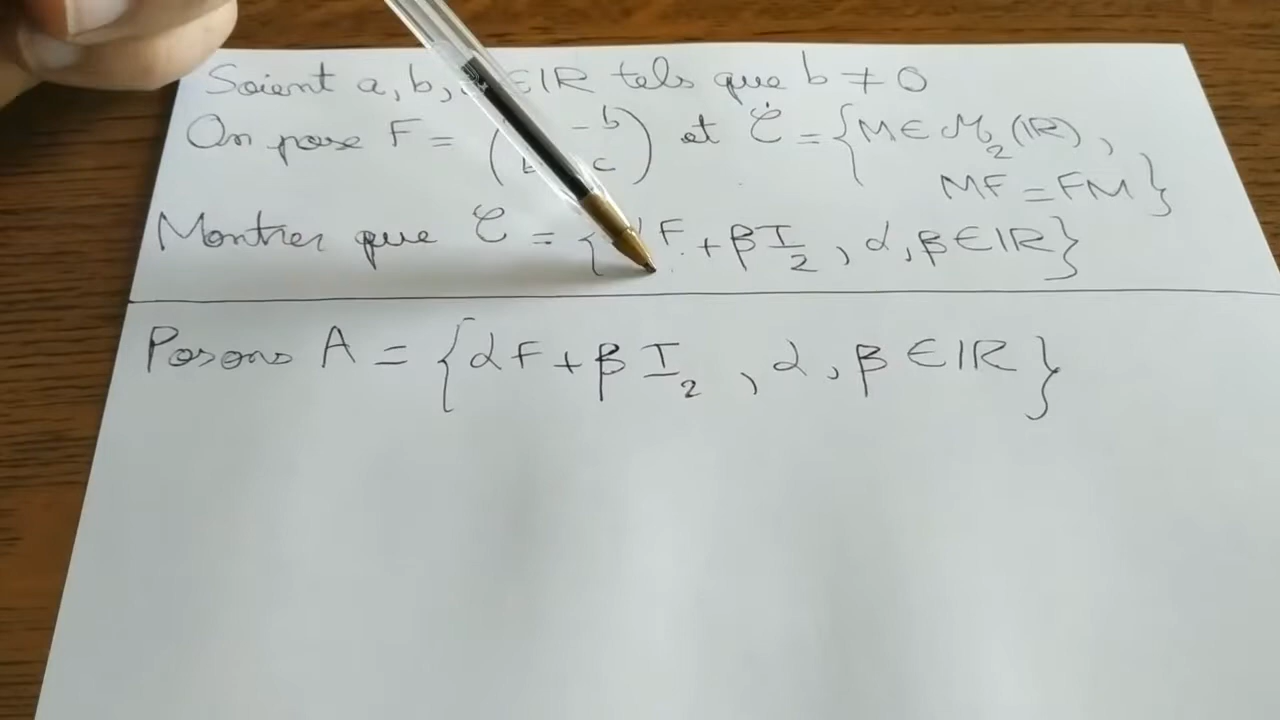 Soient a, b, ∈ IR tels que b ≠ 0
On pose F = ( -b c ) et C = { M ∈ M₂(IR),
MF = FM }
Montrer que C = { F + β I₂ , α, β ∈ IR }
Posons A = { α F + β I₂ , α, β ∈ IR }